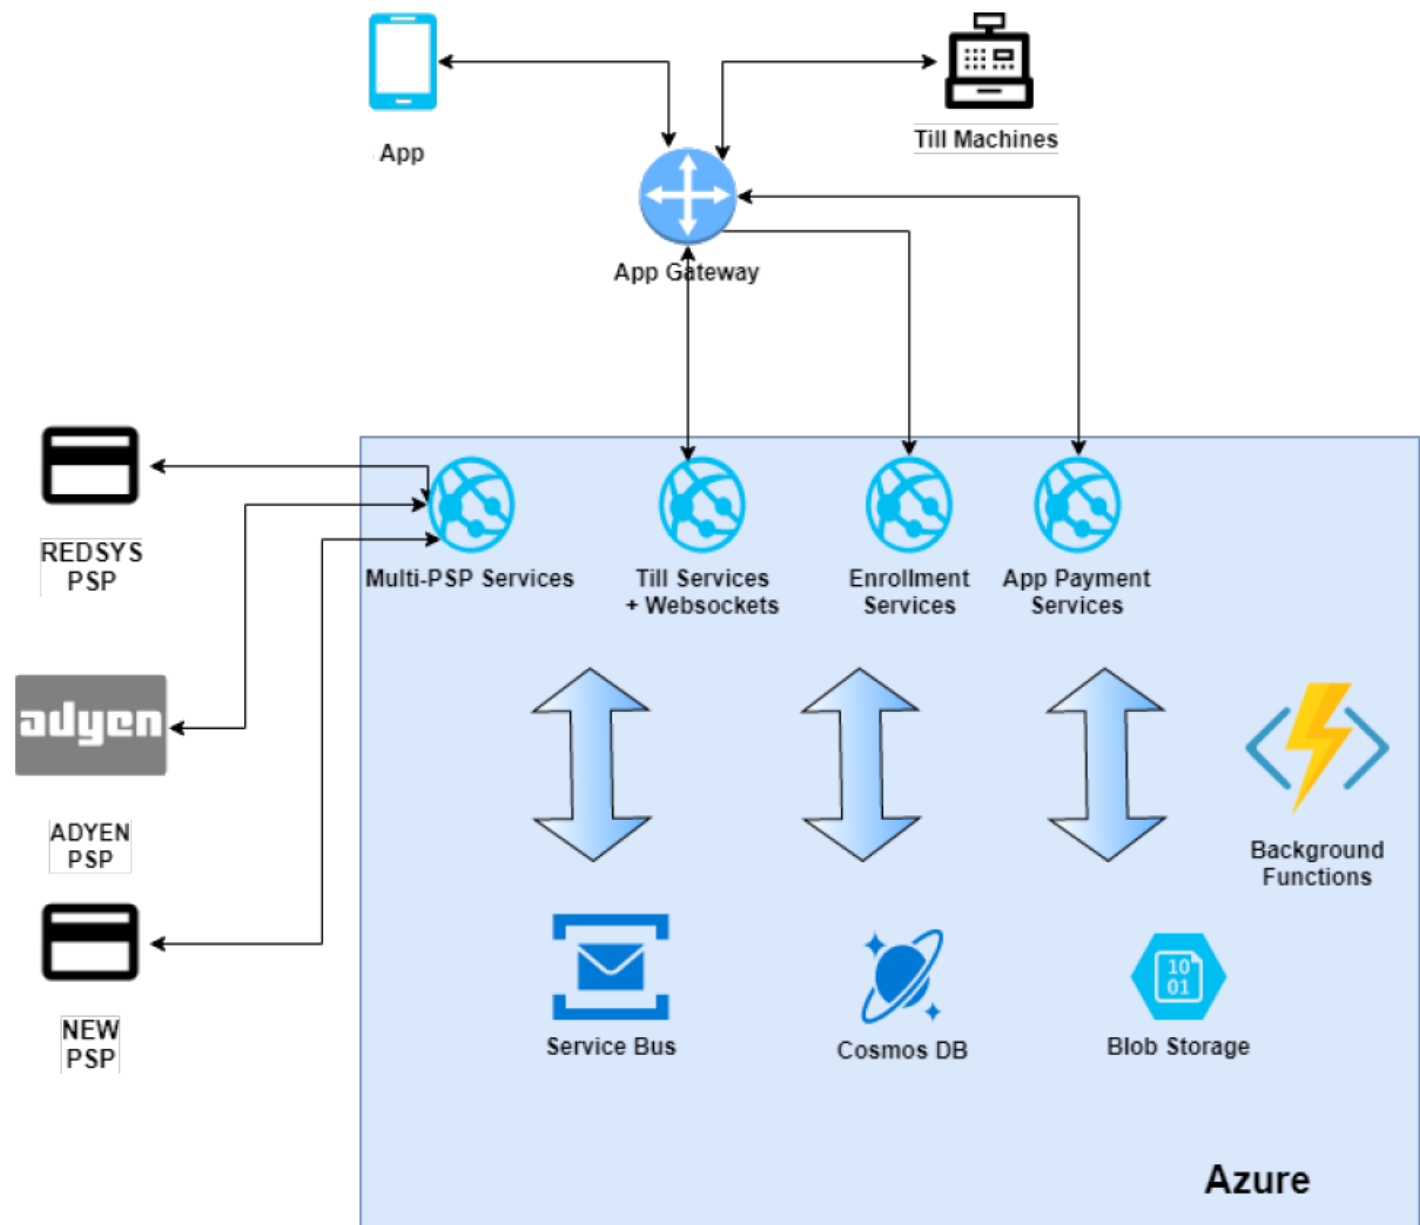 App
Till Machines
App Gateway
REDSYS
PSP
Multi-PSP Services
Till Services
+ Websockets
Enrollment
Services
App Payment
Services
adyen
ADYEN
PSP
Background
Functions
NEW
PSP
10
01
Service Bus
Cosmos DB
Blob Storage
Azure